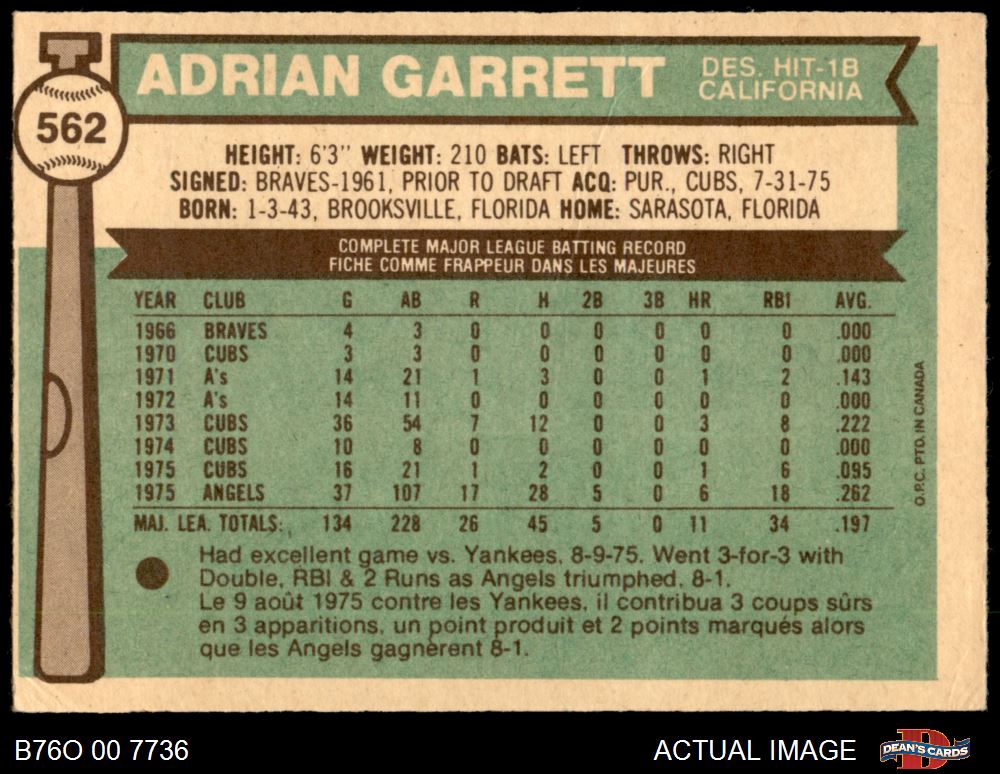 ADRIAN GARRETT
DES. HIT-1B
CALIFORNIA
562
HEIGHT: 6'3" WEIGHT: 210 BATS: LEFT THROWS: RIGHT
SIGNED: BRAVES-1961, PRIOR TO DRAFT ACQ: PUR., CUBS, 7-31-75
BORN: 1-3-43, BROOKSVILLE, FLORIDA HOME: SARASOTA, FLORIDA
COMPLETE MAJOR LEAGUE BATTING RECORD
FICHE COMME FRAPPEUR DANS LES MAJEURES
YEAR CLUB G AB R H 2B 3B HR RBI AVG.
1966 BRAVES 4 3 0 0 0 0 0 0 .000
1970 CUBS 3 3 0 0 0 0 0 0 .000
1971 A's 14 21 1 3 0 0 1 2 .143
1972 A's 14 11 0 0 0 0 0 0 .000
1973 CUBS 36 54 7 12 0 0 3 8 .222
1974 CUBS 10 8 0 0 0 0 0 0 .000
1975 CUBS 16 21 1 2 0 0 1 6 .095
1975 ANGELS 37 107 17 28 5 0 6 18 .262
MAJ. LEA. TOTALS: 134 228 26 45 5 0 11 34 .197
Had excellent game vs. Yankees, 8-9-75. Went 3-for-3 with
Double, RBI & 2 Runs as Angels triumphed, 8-1.
Le 9 août 1975 contre les Yankees, il contribua 3 coups sûrs
en 3 apparitions, un point produit et 2 points marqués alors
que les Angels gagnèrent 8-1.
O.P.C. PTD. IN CANADA
B76O 00 7736
ACTUAL IMAGE
DEAN'S CARDS